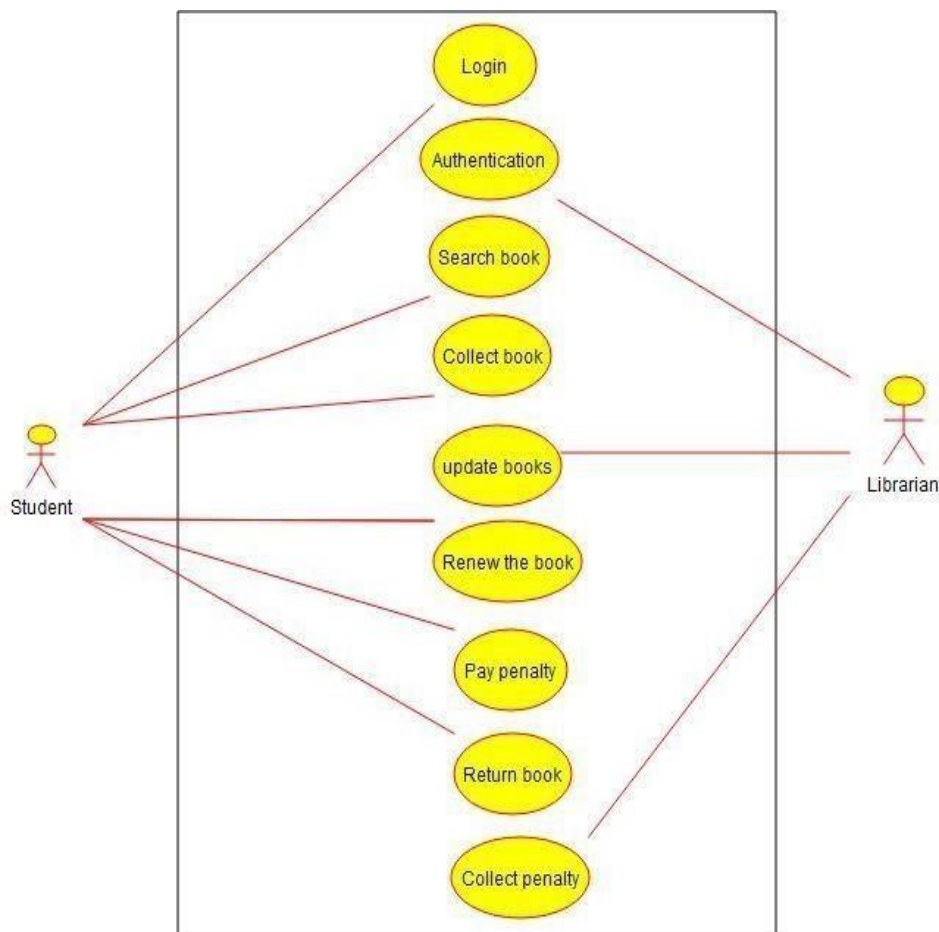 Login
Authentication
Search book
Collect book
update books
Student
Librarian
Renew the book
Pay penalty
Return book
Collect penalty